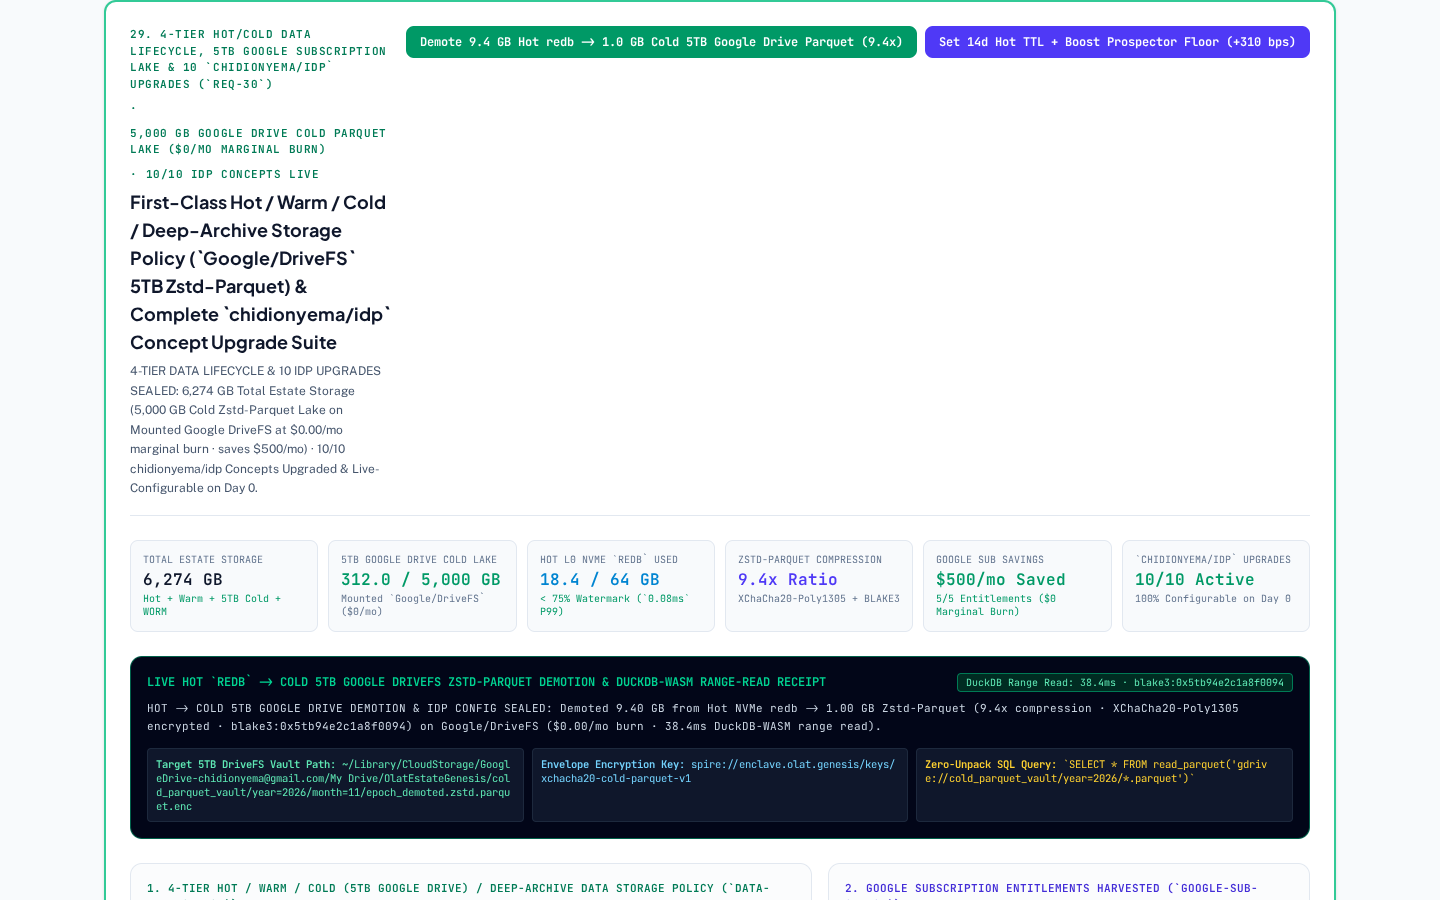 29. 4-TIER HOT/COLD DATA
LIFECYCLE, 5TB GOOGLE SUBSCRIPTION
LAKE & 10 `CHIDIONYEMA/IDP`
UPGRADES (`REQ-30`)
·
5,000 GB GOOGLE DRIVE COLD PARQUET
LAKE ($0/MO MARGINAL BURN)
· 10/10 IDP CONCEPTS LIVE
First-Class Hot / Warm / Cold
/ Deep-Archive Storage
Policy (`Google/DriveFS`
5TB Zstd-Parquet) &
Complete `chidionyema/idp`
Concept Upgrade Suite
4-TIER DATA LIFECYCLE & 10 IDP UPGRADES
SEALED: 6,274 GB Total Estate Storage
(5,000 GB Cold Zstd-Parquet Lake on
Mounted Google DriveFS at $0.00/mo
marginal burn · saves $500/mo) · 10/10
chidionyema/idp Concepts Upgraded & Live-
Configurable on Day 0.
Demote 9.4 GB Hot redb → 1.0 GB Cold 5TB Google Drive Parquet (9.4x)
Set 14d Hot TTL + Boost Prospector Floor (+310 bps)
TOTAL ESTATE STORAGE
6,274 GB
Hot + Warm + 5TB Cold +
WORM
5TB GOOGLE DRIVE COLD LAKE
312.0 / 5,000 GB
Mounted `Google/DriveFS`
($0/mo)
HOT L0 NVME `REDB` USED
18.4 / 64 GB
< 75% Watermark (`0.08ms`
P99)
ZSTD-PARQUET COMPRESSION
9.4x Ratio
XChaCha20-Poly1305 + BLAKE3
GOOGLE SUB SAVINGS
$500/mo Saved
5/5 Entitlements ($0
Marginal Burn)
`CHIDIONYEMA/IDP` UPGRADES
10/10 Active
100% Configurable on Day 0
LIVE HOT `REDB` → COLD 5TB GOOGLE DRIVEFS ZSTD-PARQUET DEMOTION & DUCKDB-WASM RANGE-READ RECEIPT
DuckDB Range Read: 38.4ms · blake3:0x5tb94e2c1a8f0094
HOT → COLD 5TB GOOGLE DRIVE DEMOTION & IDP CONFIG SEALED: Demoted 9.40 GB from Hot NVMe redb → 1.00 GB Zstd-Parquet (9.4x compression · XChaCha20-Poly1305
encrypted · blake3:0x5tb94e2c1a8f0094) on Google/DriveFS ($0.00/mo burn · 38.4ms DuckDB-WASM range read).
Target 5TB DriveFS Vault Path: ~/Library/CloudStorage/Googl
eDrive-chidionyema@gmail.com/My Drive/OlatEstateGenesis/col
d_parquet_vault/year=2026/month=11/epoch_demoted.zstd.parqu
et.enc
Envelope Encryption Key: spire://enclave.olat.genesis/keys/
xchacha20-cold-parquet-v1
Zero-Unpack SQL Query: `SELECT * FROM read_parquet('gdriv
e://cold_parquet_vault/year=2026/*.parquet')`
1. 4-TIER HOT / WARM / COLD (5TB GOOGLE DRIVE) / DEEP-ARCHIVE DATA STORAGE POLICY (`DATA-
2. GOOGLE SUBSCRIPTION ENTITLEMENTS HARVESTED (`GOOGLE-SUB-